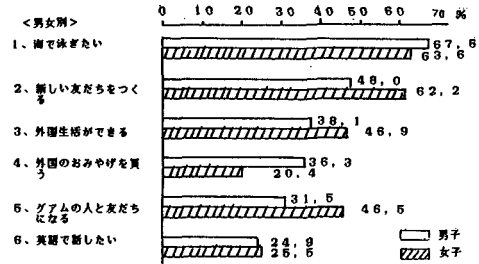 ＜男女別＞
0 10 20 30 40 50 60 70 %
1、海で泳ぎたい
67,6
63,6
2、新しい友だちをつく
る
48,0
62,2
3、外国生活ができる
38,1
46,9
4、外国のおみやげを買
う
36,3
20,4
5、グアムの人と友だち
になる
31,5
46,5
6、英語で話したい
24,9
25,5
男子
女子